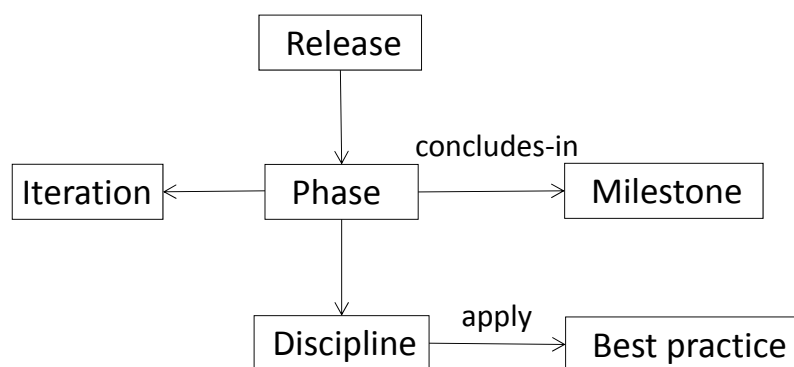 Release
concludes-in
Iteration
Phase
Milestone
apply
Discipline
Best practice